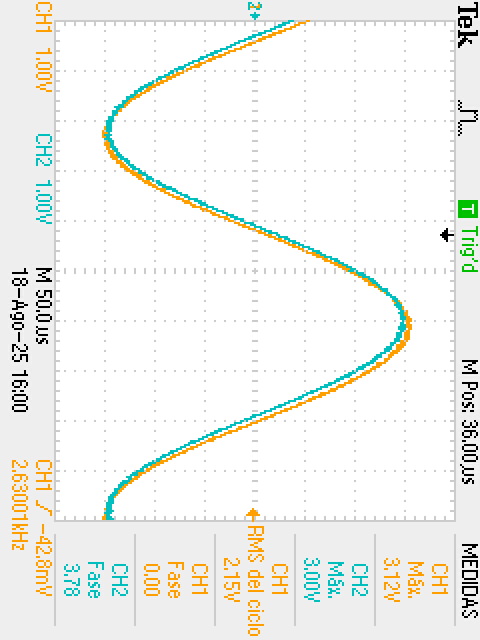 Tek
T Trig'd
M Pos: 36.00µs
MEDIDAS
CH1
Máx.
3.12V
CH2
Máx.
3.00V
CH1
RMS del ciclo
2.15V
CH1
Fase
0.00
CH2
Fase
3.78
2
CH1 1.00V
CH2 1.00V
M 50.0µs
CH1 / -42.8mV
18-Ago-25 16:00
2.63001kHz